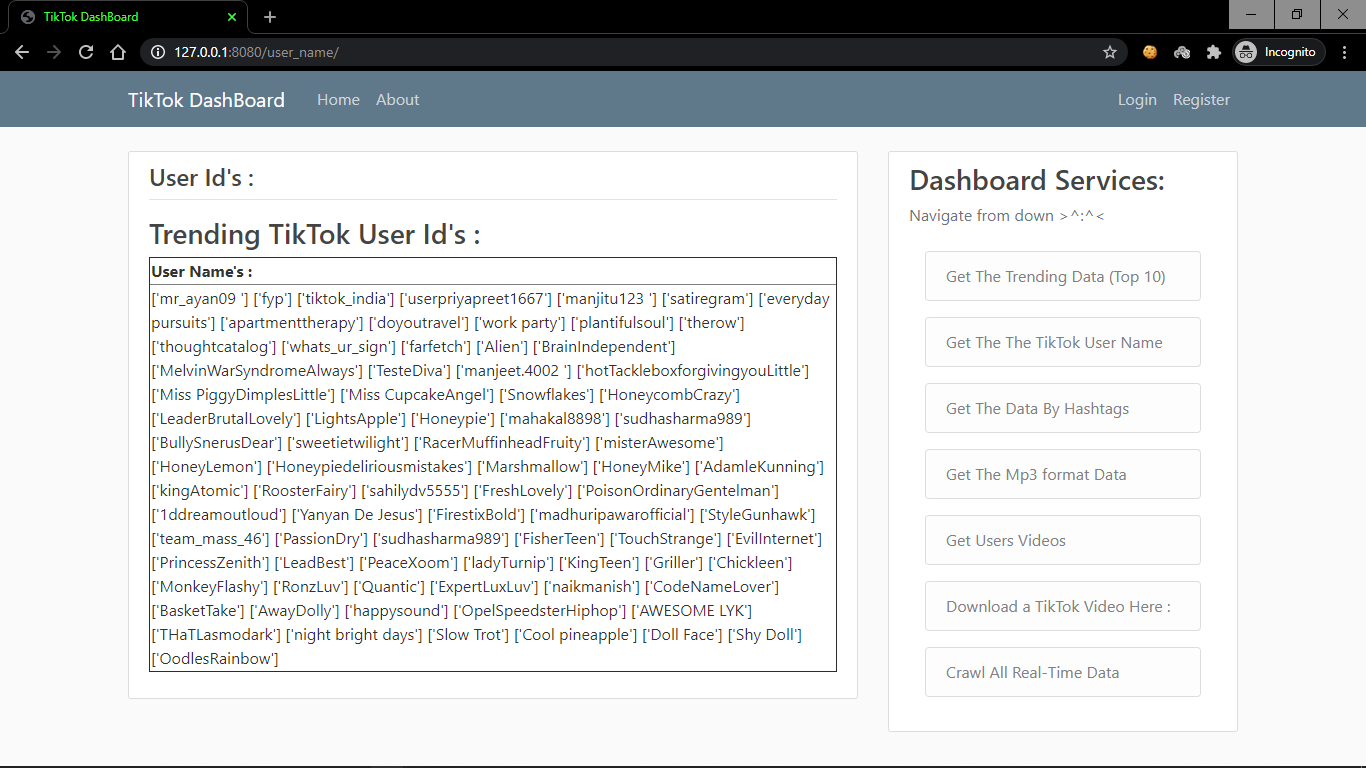 TikTok DashBoard
127.0.0.1:8080/user_name/
Incognito
TikTok DashBoard Home About Login Register
User Id's :
Trending TikTok User Id's :
User Name's :
['mr_ayan09 '] ['fyp'] ['tiktok_india'] ['userpriyapreet1667'] ['manjitu123 '] ['satiregram'] ['everyday
pursuits'] ['apartmenttherapy'] ['doyoutravel'] ['work party'] ['plantifulsoul'] ['therow']
['thoughtcatalog'] ['whats_ur_sign'] ['farfetch'] ['Alien'] ['BrainIndependent']
['MelvinWarSyndromeAlways'] ['TesteDiva'] ['manjeet.4002 '] ['hotTackleboxforgivingyouLittle']
['Miss PiggyDimplesLittle'] ['Miss CupcakeAngel'] ['Snowflakes'] ['HoneycombCrazy']
['LeaderBrutalLovely'] ['LightsApple'] ['Honeypie'] ['mahakal8898'] ['sudhasharma989']
['BullySnerusDear'] ['sweetietwilight'] ['RacerMuffinheadFruity'] ['misterAwesome']
['HoneyLemon'] ['Honeypiedeliriousmistakes'] ['Marshmallow'] ['HoneyMike'] ['AdamleKunning']
['kingAtomic'] ['RoosterFairy'] ['sahilydv5555'] ['FreshLovely'] ['PoisonOrdinaryGentelman']
['1ddreamoutloud'] ['Yanyan De Jesus'] ['FirestixBold'] ['madhuripawarofficial'] ['StyleGunhawk']
['team_mass_46'] ['PassionDry'] ['sudhasharma989'] ['FisherTeen'] ['TouchStrange'] ['EvilInternet']
['PrincessZenith'] ['LeadBest'] ['PeaceXoom'] ['ladyTurnip'] ['KingTeen'] ['Griller'] ['Chickleen']
['MonkeyFlashy'] ['RonzLuv'] ['Quantic'] ['ExpertLuxLuv'] ['naikmanish'] ['CodeNameLover']
['BasketTake'] ['AwayDolly'] ['happysound'] ['OpelSpeedsterHiphop'] ['AWESOME LYK']
['THaTLasmodark'] ['night bright days'] ['Slow Trot'] ['Cool pineapple'] ['Doll Face'] ['Shy Doll']
['OodlesRainbow']
Dashboard Services:
Navigate from down >^:^<
Get The Trending Data (Top 10)
Get The The TikTok User Name
Get The Data By Hashtags
Get The Mp3 format Data
Get Users Videos
Download a TikTok Video Here :
Crawl All Real-Time Data